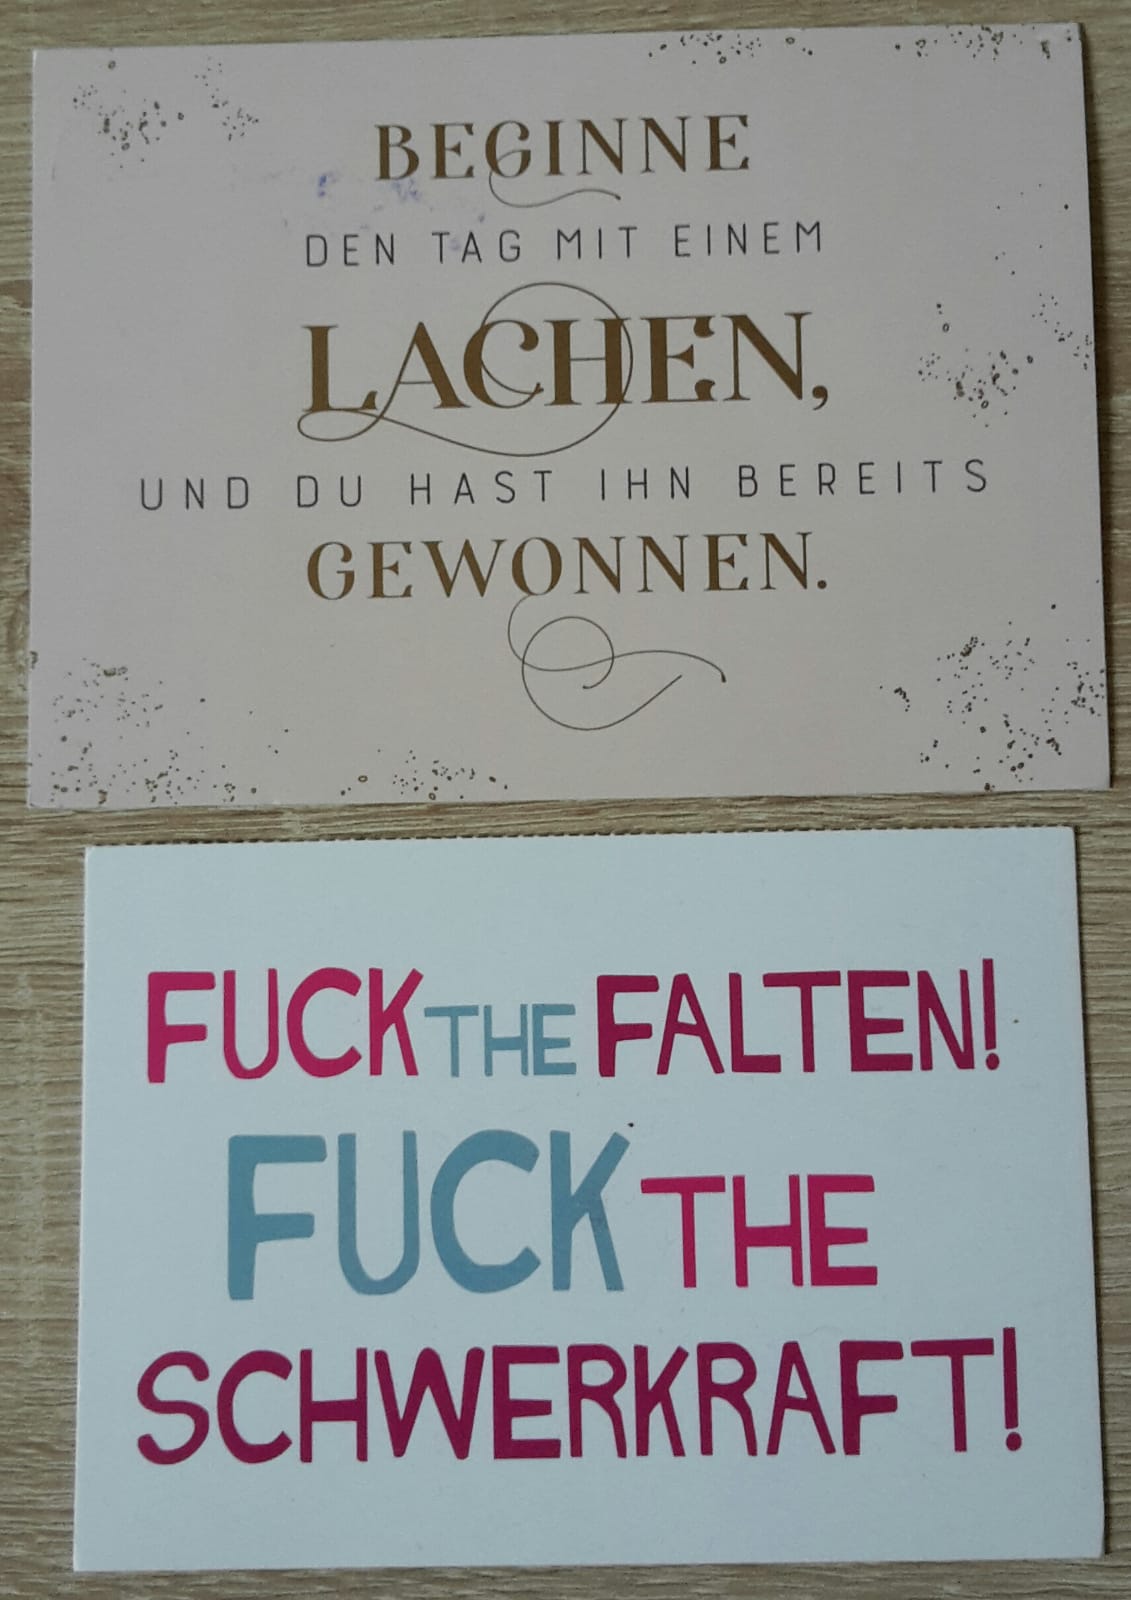 BEGINNE
DEN TAG MIT EINEM
LACHEN,
UND DU HAST IHN BEREITS
GEWONNEN.
FUCK THE FALTEN!
FUCK THE
SCHWERKRAFT!